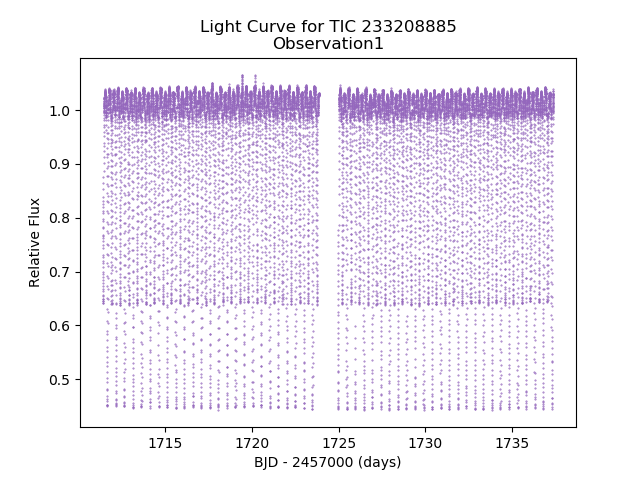 Light Curve for TIC 233208885
Observation1
1.0
0.9
0.8
0.7
0.6
0.5
Relative Flux
1715
1720
1725
1730
1735
BJD - 2457000 (days)